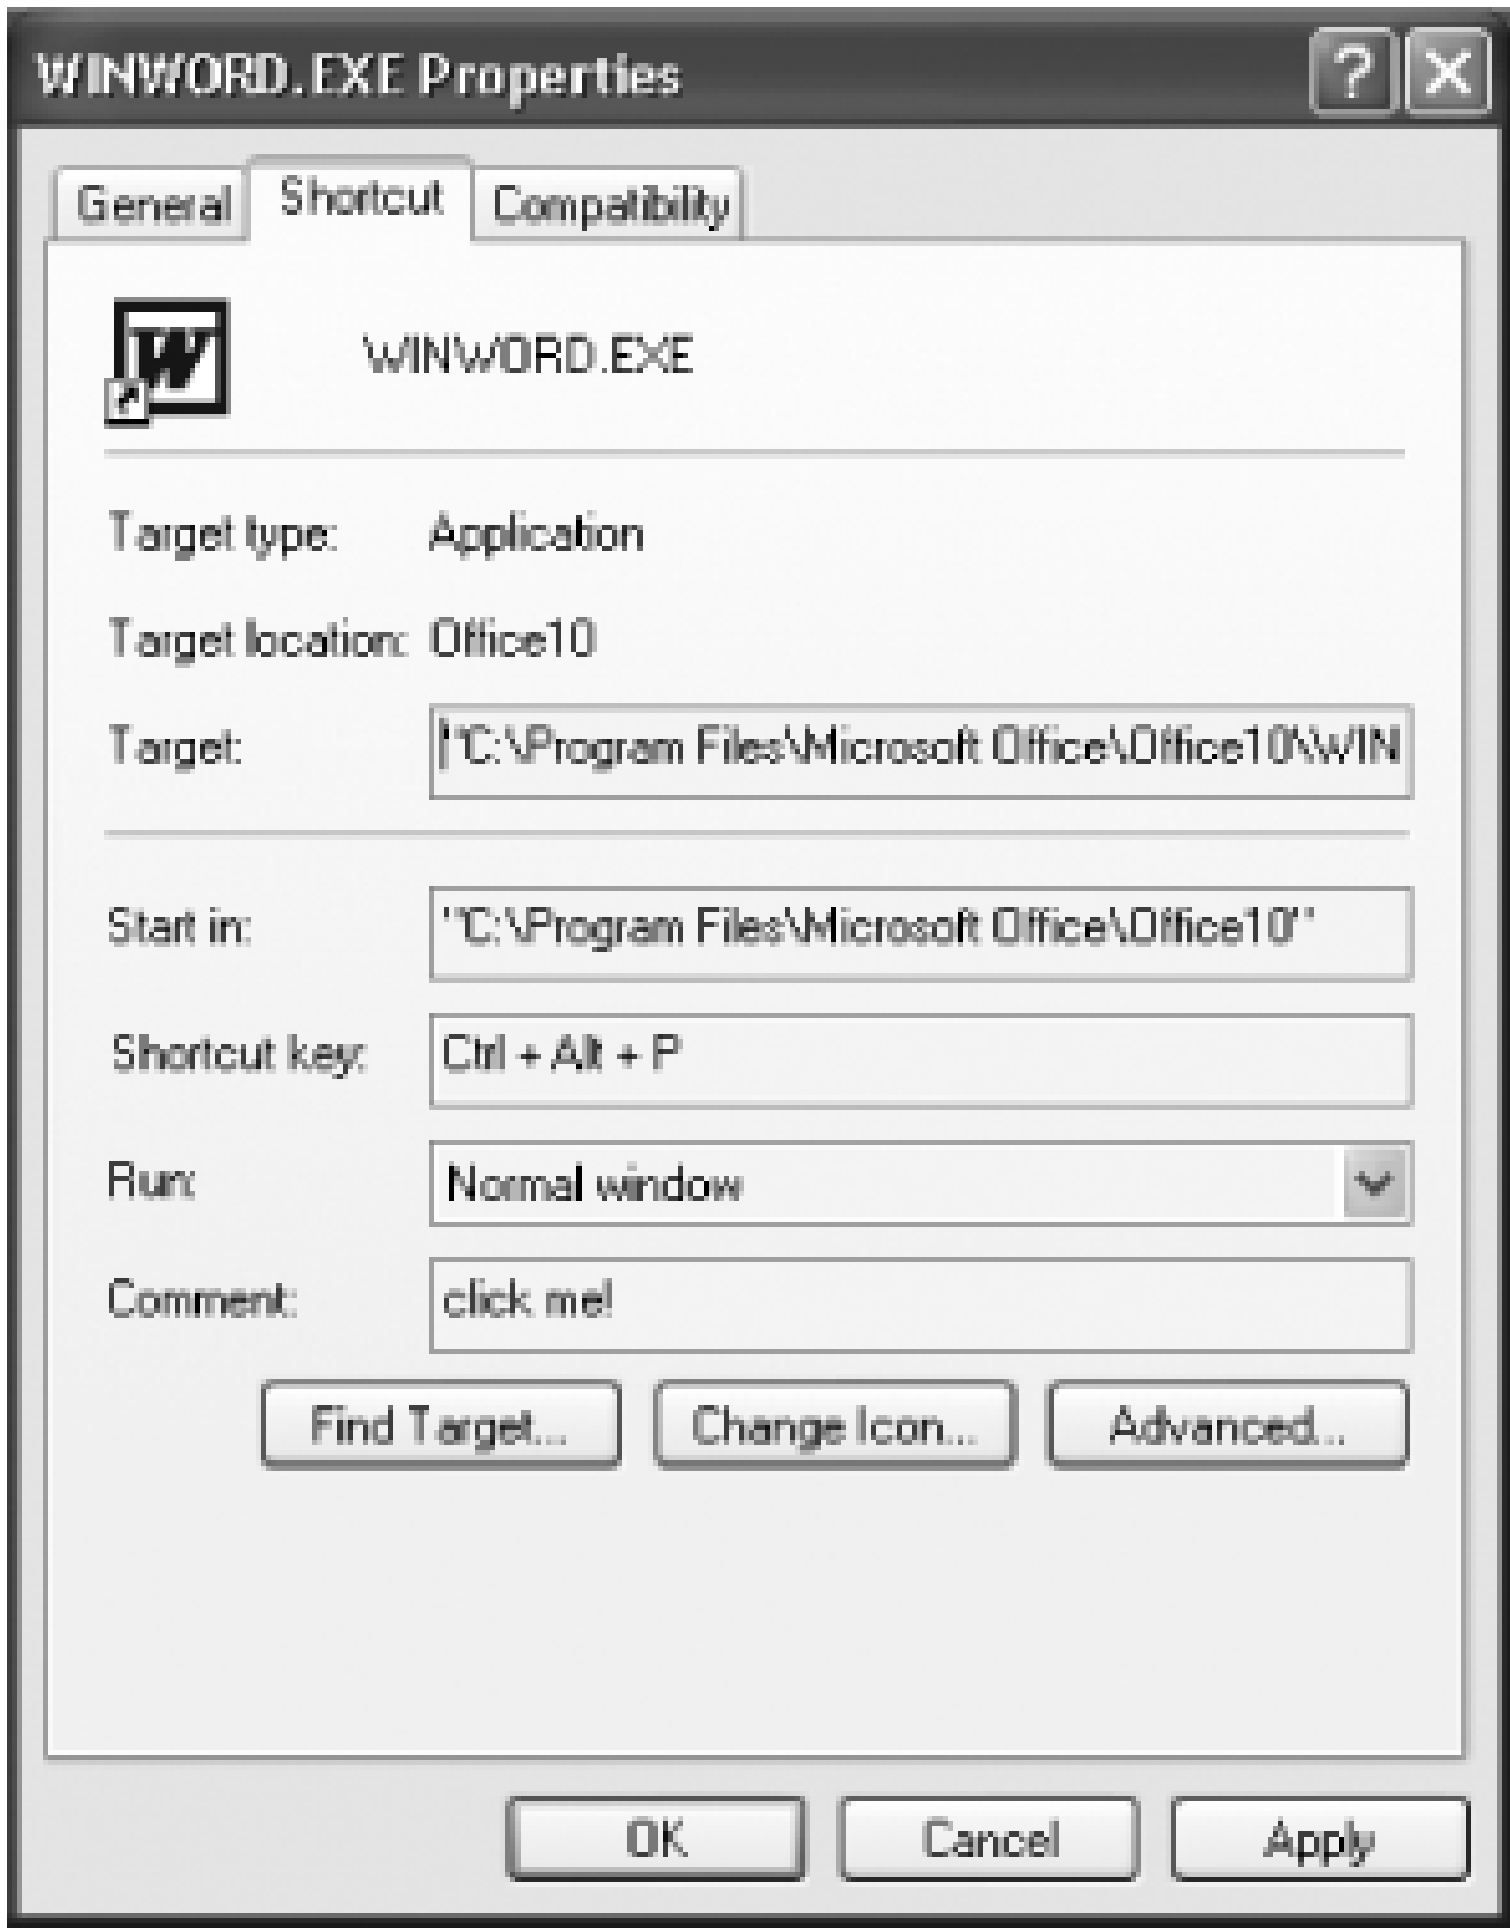 WINWORD.EXE Properties
General Shortcut Compatibility
W WINWORD.EXE
Target type: Application
Target location: Office10
Target: "C:\Program Files\Microsoft Office\Office10\WIN
Start in: "C:\Program Files\Microsoft Office\Office10"
Shortcut key: Ctrl + Alt + P
Run: Normal window
Comment: click me!
Find Target... Change Icon... Advanced...
OK Cancel Apply